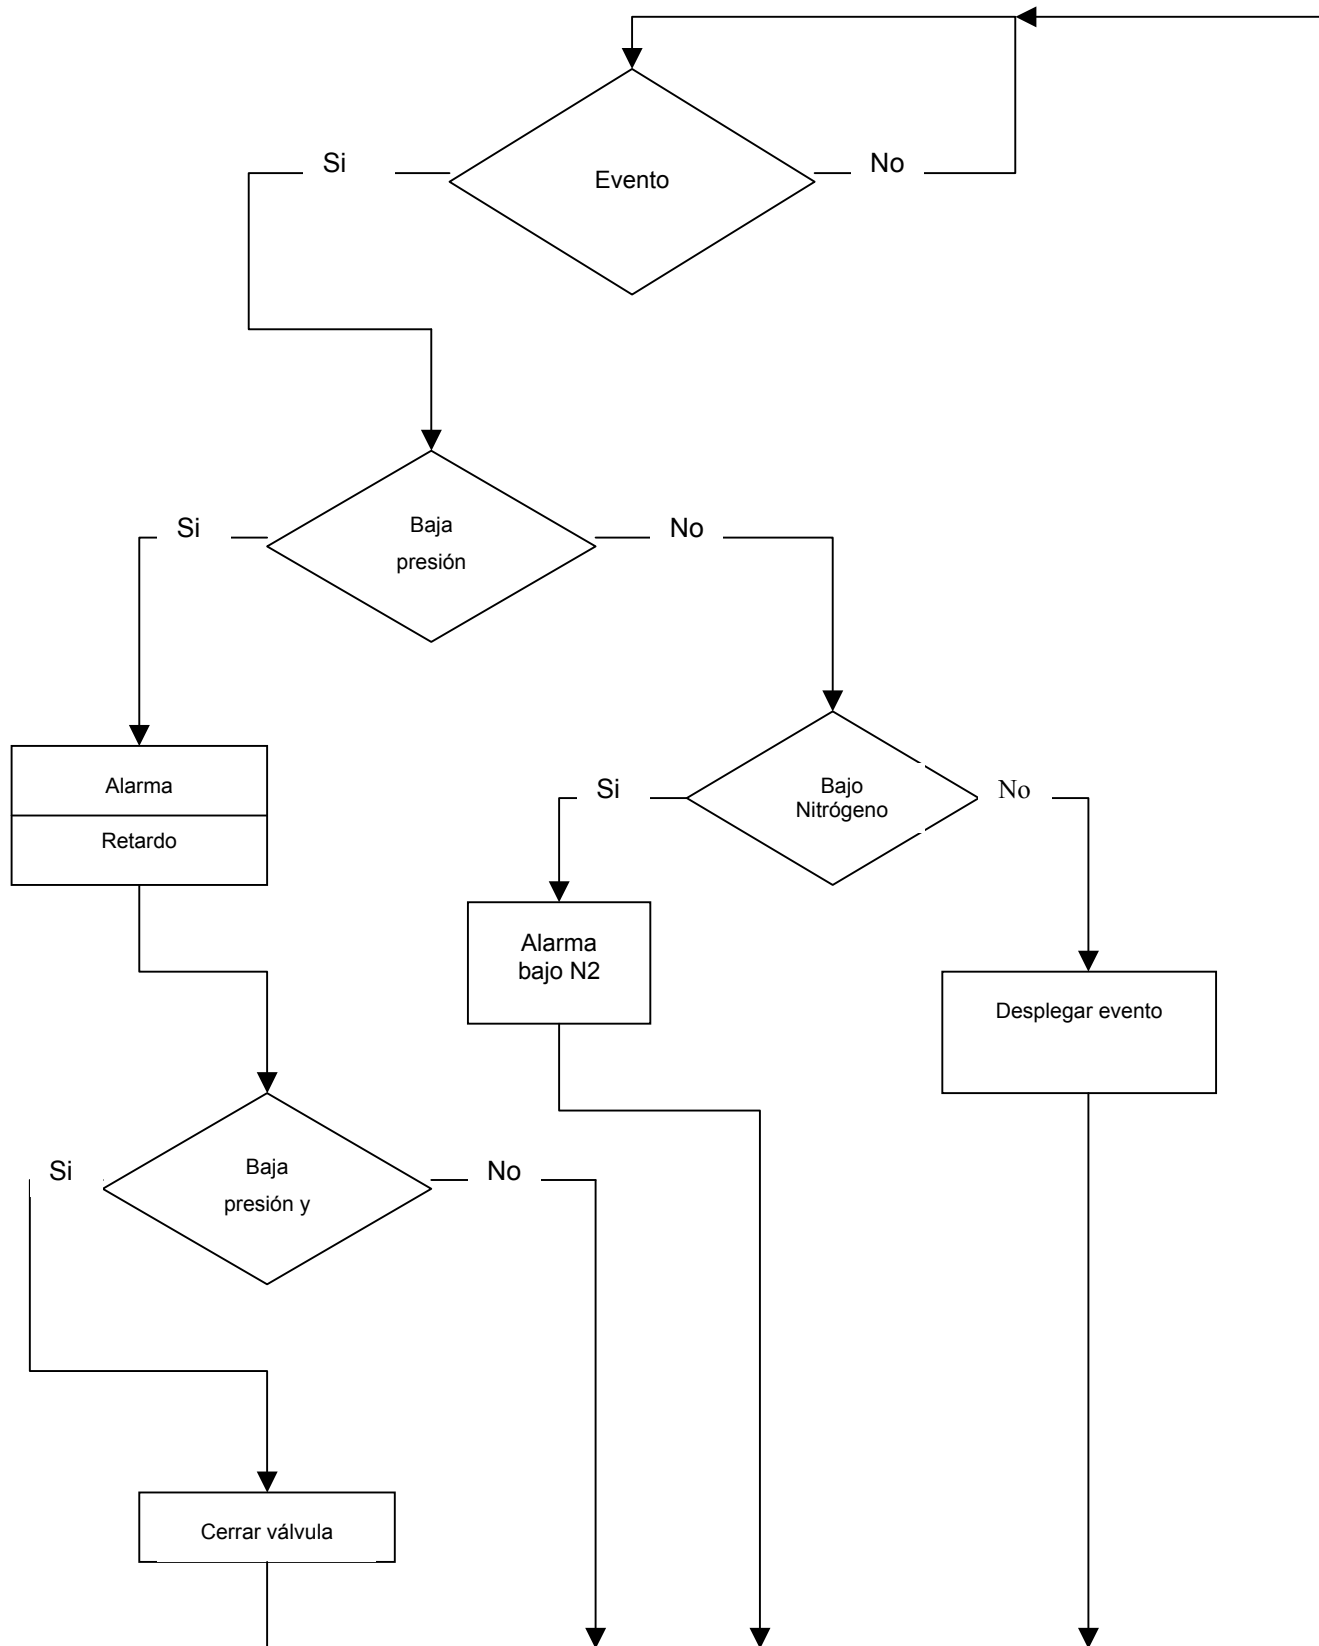 Si
Evento
No
Si
Baja
presión
No
Alarma
Retardo
Si
Bajo
Nitrógeno
No
Alarma
bajo N2
Desplegar evento
Si
Baja
presión y
No
Cerrar válvula